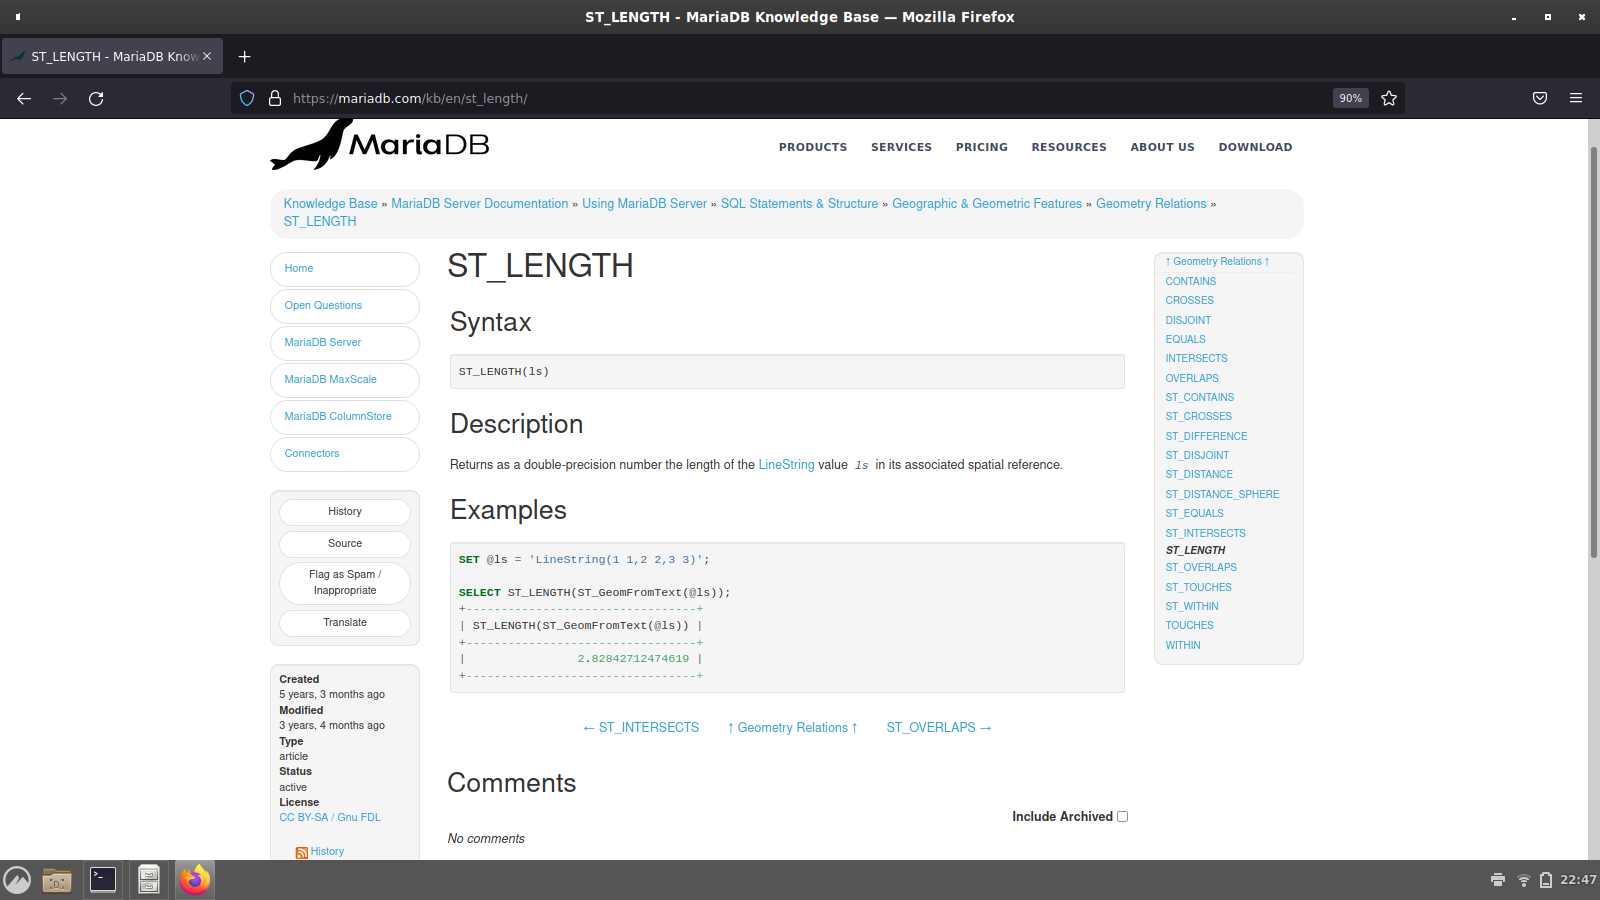 ST_LENGTH - MariaDB Knowledge Base — Mozilla Firefox
ST_LENGTH - MariaDB Know
https://mariadb.com/kb/en/st_length/
90%
MariaDB
PRODUCTS SERVICES PRICING RESOURCES ABOUT US DOWNLOAD
Knowledge Base » MariaDB Server Documentation » Using MariaDB Server » SQL Statements & Structure » Geographic & Geometric Features » Geometry Relations »
ST_LENGTH
Home
Open Questions
MariaDB Server
MariaDB MaxScale
MariaDB ColumnStore
Connectors
History
Source
Flag as Spam /
Inappropriate
Translate
Created
5 years, 3 months ago
Modified
3 years, 4 months ago
Type
article
Status
active
License
CC BY-SA / Gnu FDL
History
ST_LENGTH
Syntax
ST_LENGTH(ls)
Description
Returns as a double-precision number the length of the LineString value ls in its associated spatial reference.
Examples
SET @ls = 'LineString(1 1,2 2,3 3)';
SELECT ST_LENGTH(ST_GeomFromText(@ls));
+---------------------------------+
| ST_LENGTH(ST_GeomFromText(@ls)) |
+---------------------------------+
|                2.82842712474619 |
+---------------------------------+
← ST_INTERSECTS ↑ Geometry Relations ↑ ST_OVERLAPS →
Comments
Include Archived
No comments
↑ Geometry Relations ↑
CONTAINS
CROSSES
DISJOINT
EQUALS
INTERSECTS
OVERLAPS
ST_CONTAINS
ST_CROSSES
ST_DIFFERENCE
ST_DISJOINT
ST_DISTANCE
ST_DISTANCE_SPHERE
ST_EQUALS
ST_INTERSECTS
ST_LENGTH
ST_OVERLAPS
ST_TOUCHES
ST_WITHIN
TOUCHES
WITHIN
22:47